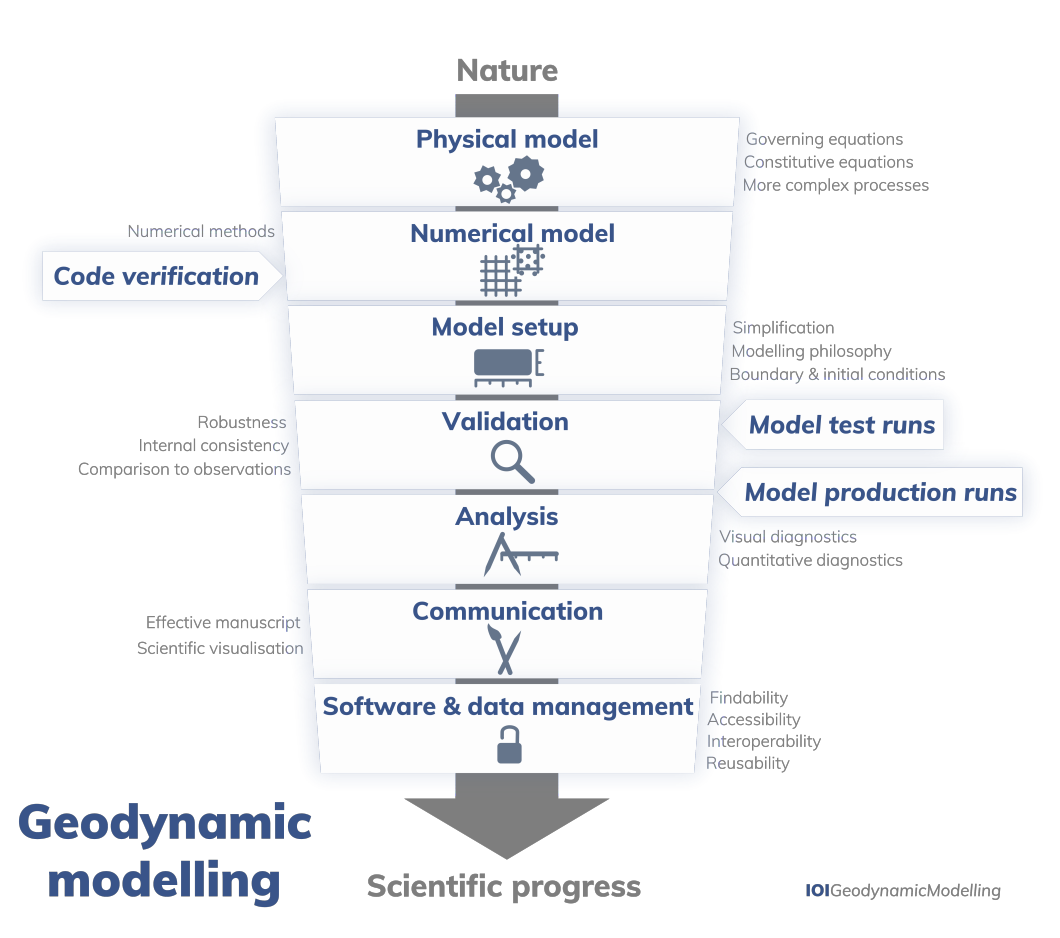 Nature
Physical model
Governing equations
Constitutive equations
More complex processes
Numerical methods
Numerical model
Code verification
Model setup
Simplification
Modelling philosophy
Boundary & initial conditions
Validation
Robustness
Internal consistency
Comparison to observations
Model test runs
Model production runs
Analysis
Visual diagnostics
Quantitative diagnostics
Communication
Effective manuscript
Scientific visualisation
Software & data management
Findability
Accessibility
Interoperability
Reusability
Geodynamic
modelling
Scientific progress
101GeodynamicModelling